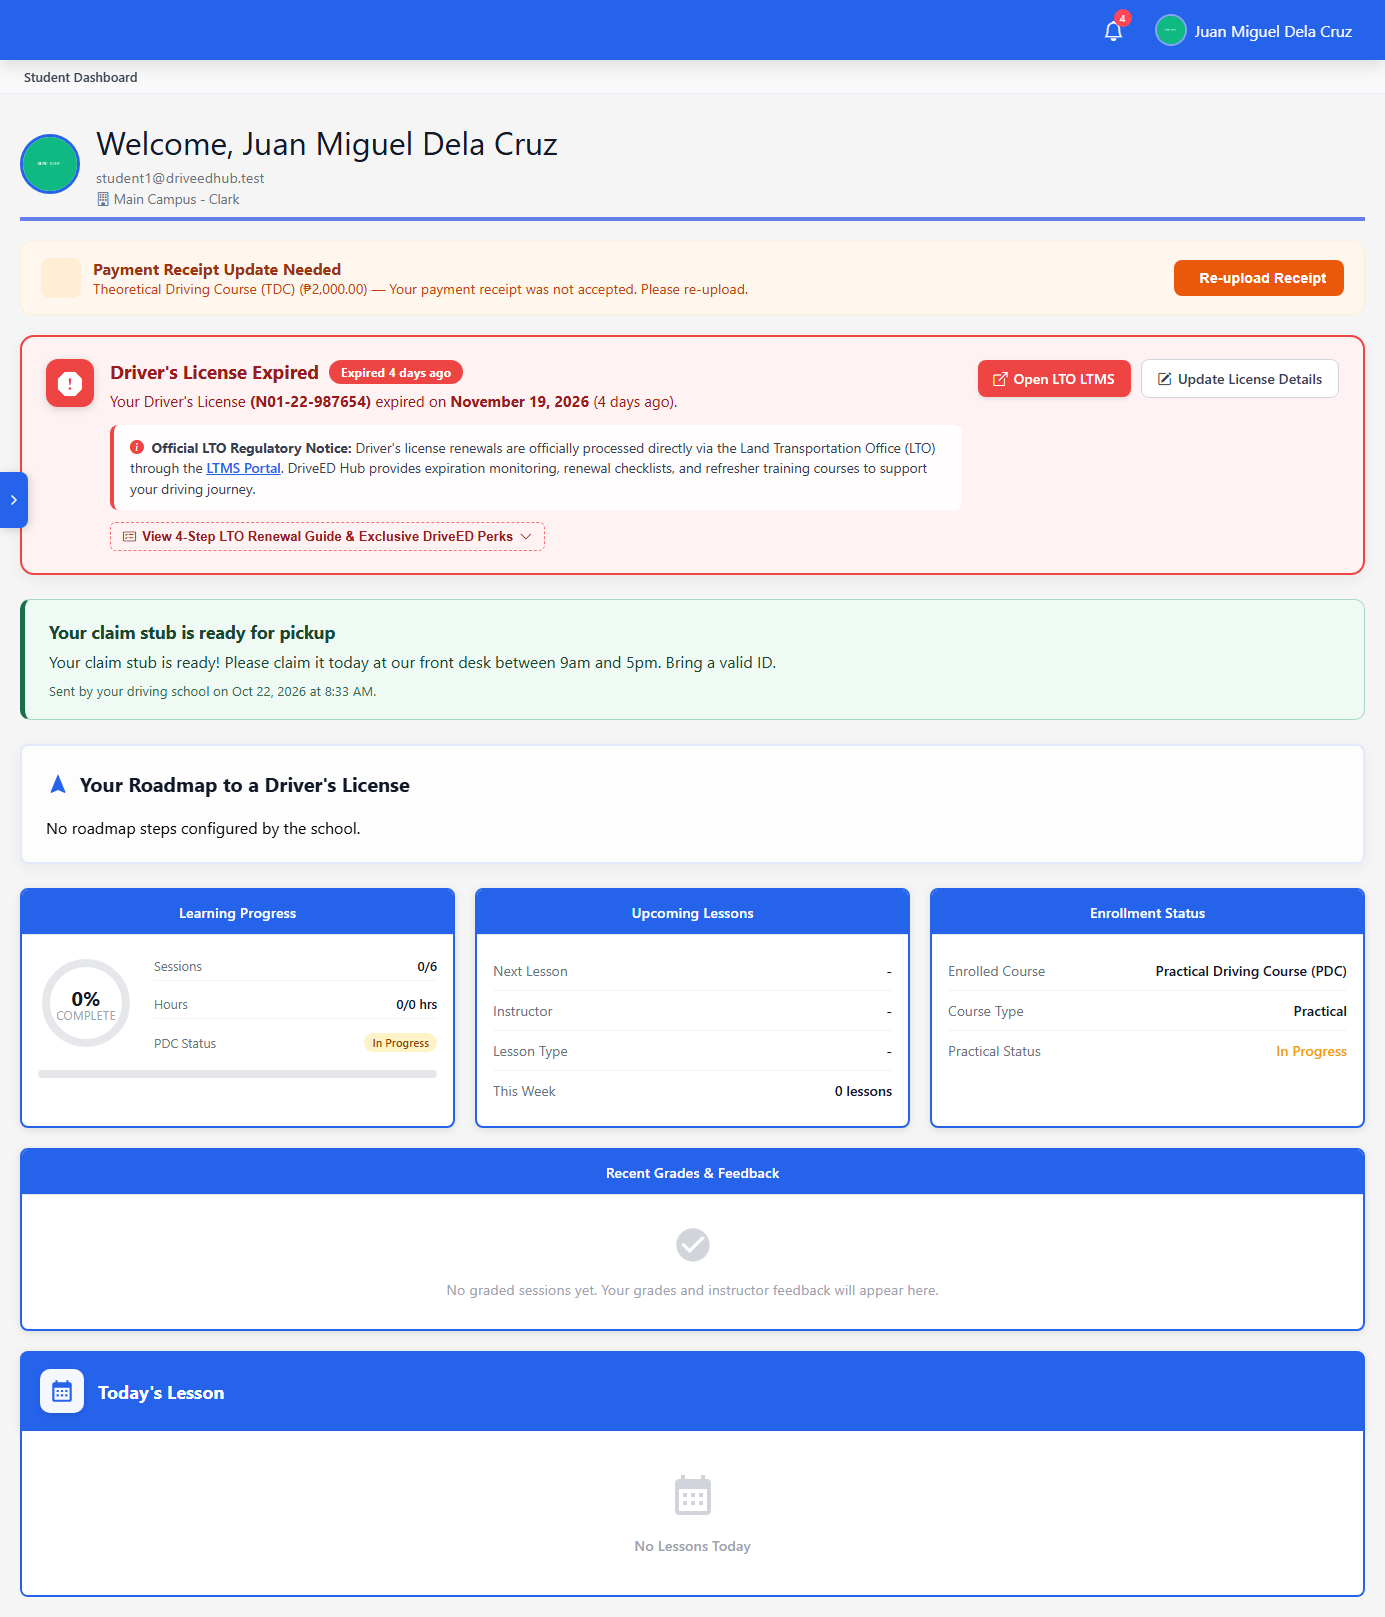 4
Juan Miguel Dela Cruz
Student Dashboard
Welcome, Juan Miguel Dela Cruz
student1@driveedhub.test
Main Campus - Clark
Payment Receipt Update Needed
Theoretical Driving Course (TDC) (₱2,000.00) — Your payment receipt was not accepted. Please re-upload.
Re-upload Receipt
Driver's License Expired
Expired 4 days ago
Open LTO LTMS
Update License Details
Your Driver's License (N01-22-987654) expired on November 19, 2026 (4 days ago).
Official LTO Regulatory Notice: Driver's license renewals are officially processed directly via the Land Transportation Office (LTO)
through the LTMS Portal. DriveED Hub provides expiration monitoring, renewal checklists, and refresher training courses to support
your driving journey.
View 4-Step LTO Renewal Guide & Exclusive DriveED Perks
Your claim stub is ready for pickup
Your claim stub is ready! Please claim it today at our front desk between 9am and 5pm. Bring a valid ID.
Sent by your driving school on Oct 22, 2026 at 8:33 AM.
Your Roadmap to a Driver's License
No roadmap steps configured by the school.
Learning Progress
0%
COMPLETE
Sessions 0/6
Hours 0/0 hrs
PDC Status In Progress
Upcoming Lessons
Next Lesson -
Instructor -
Lesson Type -
This Week 0 lessons
Enrollment Status
Enrolled Course Practical Driving Course (PDC)
Course Type Practical
Practical Status In Progress
Recent Grades & Feedback
No graded sessions yet. Your grades and instructor feedback will appear here.
Today's Lesson
No Lessons Today